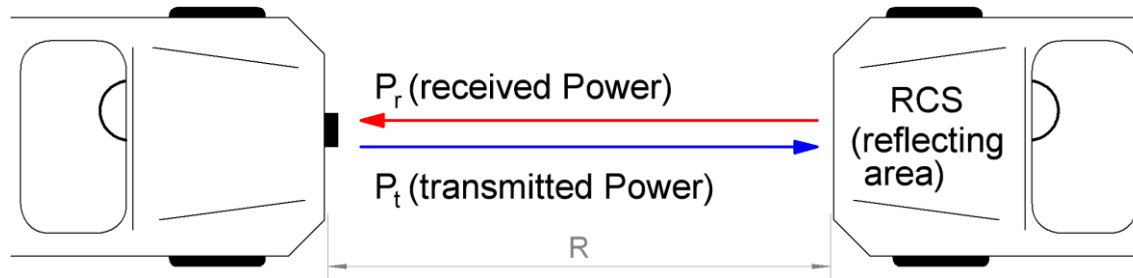 Pr (received Power)
RCS
(reflecting
area)
Pt (transmitted Power)
R